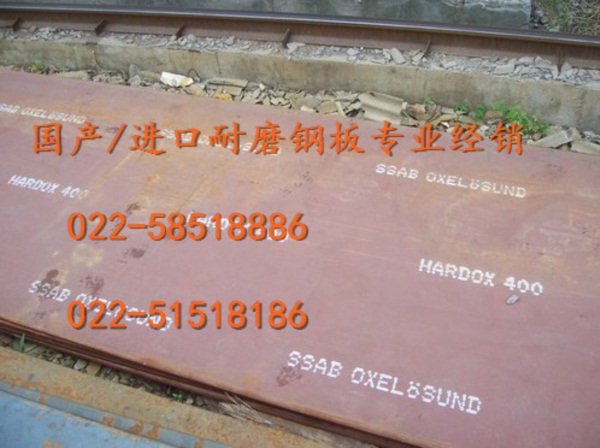 SSAB OXELÖSUND
国产/进口耐磨钢板专业经销
SSAB OXELÖSUND
HARDOX 400
HARDOX 400
022-58518886
SSAB
022-51518186
SSAB OXELÖSUND